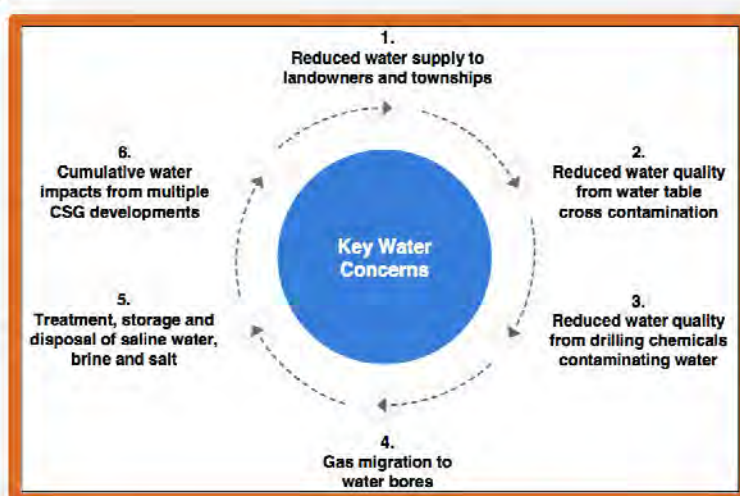 1.
Reduced water supply to
landowners and townships
2.
Reduced water quality
from water table
cross contamination
3.
Reduced water quality
from drilling chemicals
contaminating water
4.
Gas migration to
water bores
5.
Treatment, storage and
disposal of saline water,
brine and salt
6.
Cumulative water
impacts from multiple
CSG developments
Key Water
Concerns